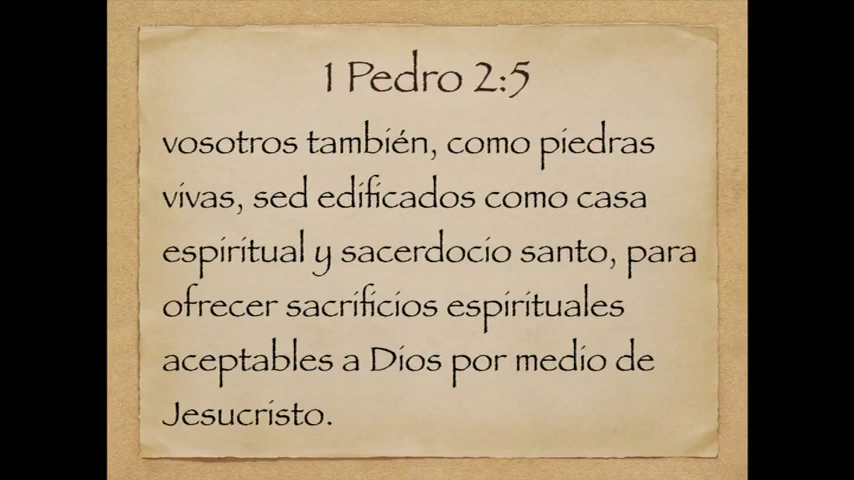 1 Pedro 2:5
vosotros también, como piedras
vivas, sed edificados como casa
espiritual y sacerdocio santo, para
ofrecer sacrificios espirituales
aceptables a Dios por medio de
Jesucristo.